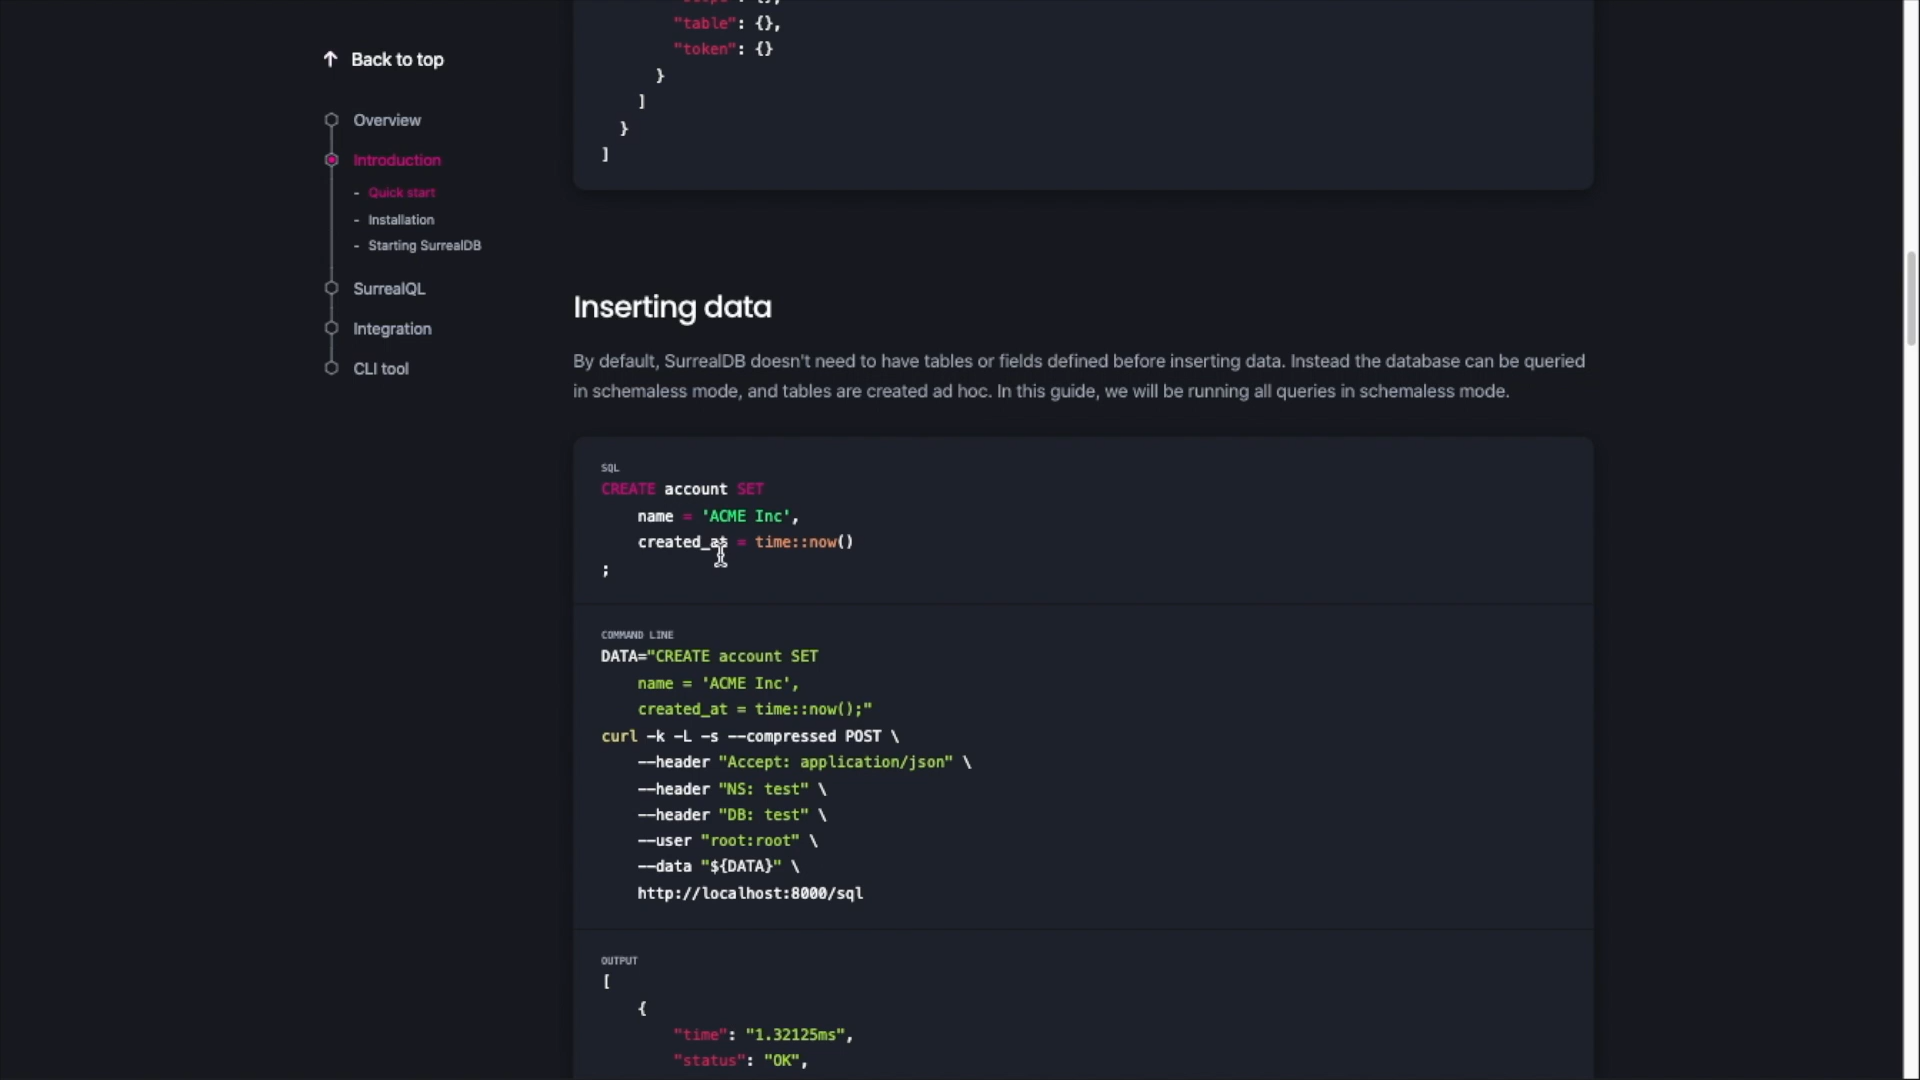 ↑ Back to top
Overview
Introduction
- Quick start
- Installation
- Starting SurrealDB
SurrealQL
Integration
CLI tool
"table": {},
"token": {}
}
]
}
]
Inserting data
By default, SurrealDB doesn't need to have tables or fields defined before inserting data. Instead the database can be queried
in schemaless mode, and tables are created ad hoc. In this guide, we will be running all queries in schemaless mode.
SQL
CREATE account SET
name = 'ACME Inc',
created_at = time::now()
;
COMMAND LINE
DATA="CREATE account SET
name = 'ACME Inc',
created_at = time::now();"
curl -k -L -s --compressed POST \
--header "Accept: application/json" \
--header "NS: test" \
--header "DB: test" \
--user "root:root" \
--data "${DATA}" \
http://localhost:8000/sql
OUTPUT
[
{
"time": "1.32125ms",
"status": "OK",